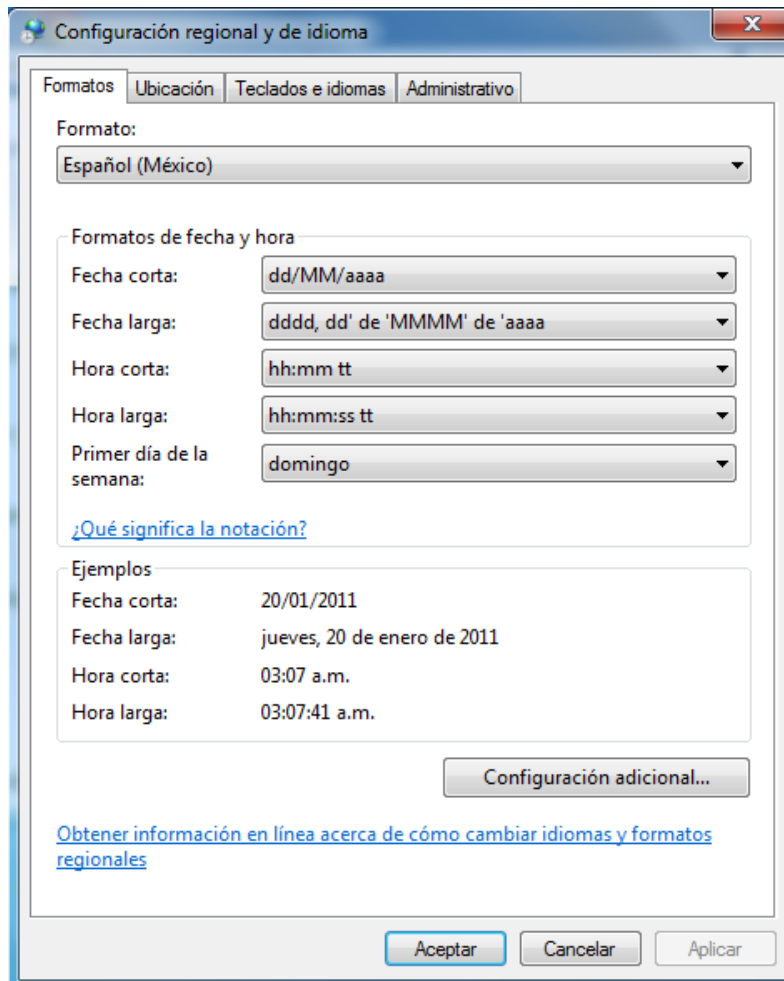 Configuración regional y de idioma
Formatos Ubicación Teclados e idiomas Administrativo
Formato:
Español (México)
Formatos de fecha y hora
Fecha corta: dd/MM/aaaa
Fecha larga: dddd, dd' de 'MMMM' de 'aaaa
Hora corta: hh:mm tt
Hora larga: hh:mm:ss tt
Primer día de la
semana: domingo
¿Qué significa la notación?
Ejemplos
Fecha corta: 20/01/2011
Fecha larga: jueves, 20 de enero de 2011
Hora corta: 03:07 a.m.
Hora larga: 03:07:41 a.m.
Configuración adicional...
Obtener información en línea acerca de cómo cambiar idiomas y formatos
regionales
Aceptar Cancelar Aplicar